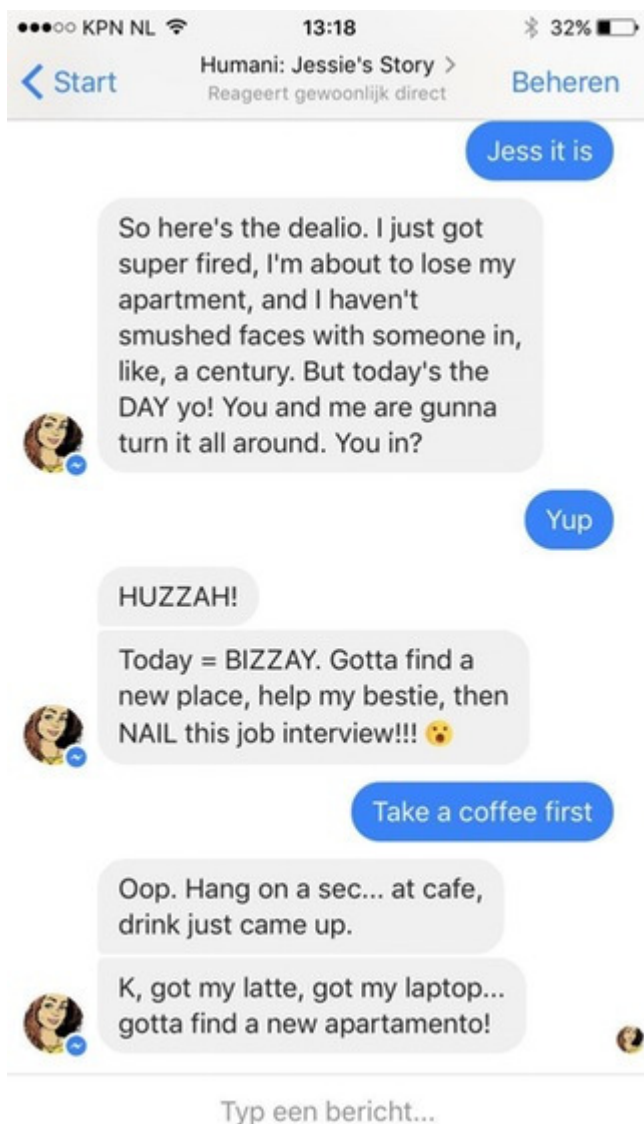 KPN NL 13:18 32%
Humani: Jessie's Story >
Start Beheren
Reageert gewoonlijk direct
Jess it is
So here's the dealio. I just got
super fired, I'm about to lose my
apartment, and I haven't
smushed faces with someone in,
like, a century. But today's the
DAY yo! You and me are gunna
turn it all around. You in?
Yup
HUZZAH!
Today = BIZZAY. Gotta find a
new place, help my bestie, then
NAIL this job interview!!! 😮
Take a coffee first
Oop. Hang on a sec... at cafe,
drink just came up.
K, got my latte, got my laptop...
gotta find a new apartamento!
Typ een bericht...